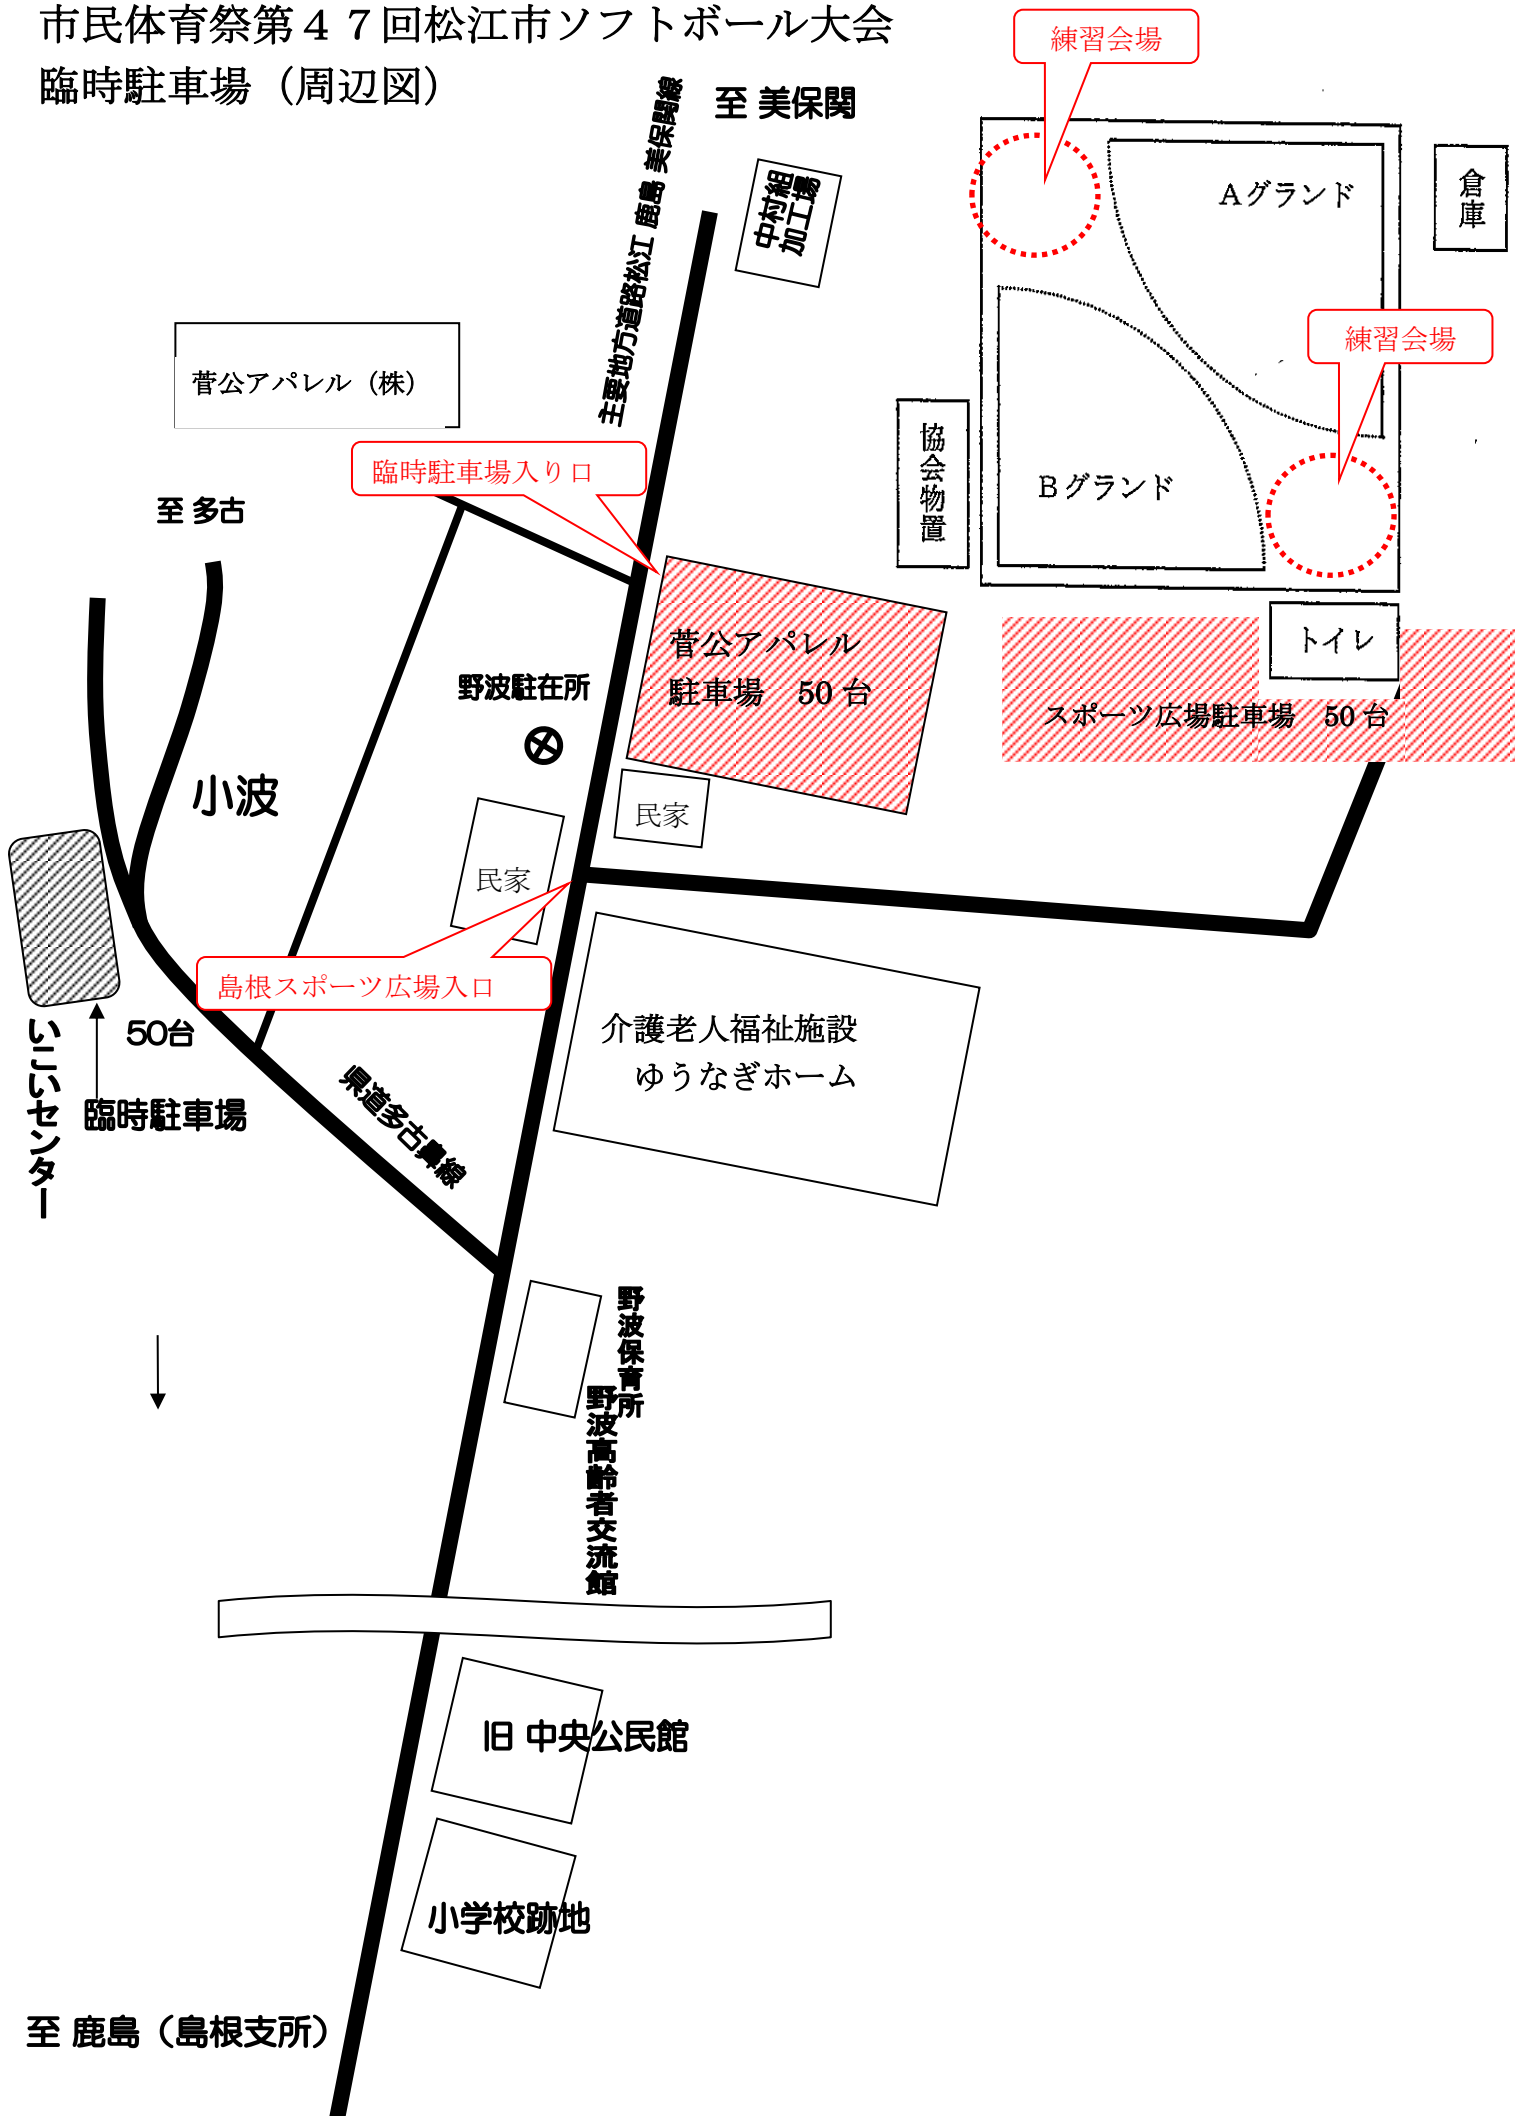 市民体育祭第４７回松江市ソフトボール大会
臨時駐車場（周辺図）
練習会場
至 美保関
主要地方道路松江 鹿島 美保関線
中村組
加工場
Aグランド
倉庫
練習会場
菅公アパレル（株）
臨時駐車場入り口
協会物置
Bグランド
至 多古
トイレ
菅公アパレル
駐車場　50 台
野波駐在所
スポーツ広場駐車場　50 台
小波
民家
民家
島根スポーツ広場入口
介護老人福祉施設
ゆうなぎホーム
50台
いこいセンター
臨時駐車場
県道多古鼻線
野波保育所
野波高齢者交流館
旧 中央公民館
小学校跡地
至 鹿島（島根支所）